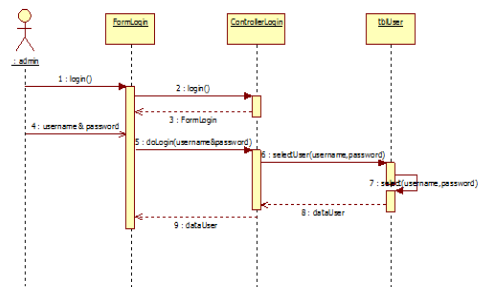 FormLogin
ControllerLogin
tblUser
: admin
1 : login()
2 : login()
3 : FormLogin
4 : username & password
5 : doLogin(username&password)
6 : selectUser(username,password)
7 : select(username,password)
8 : dataUser
9 : dataUser